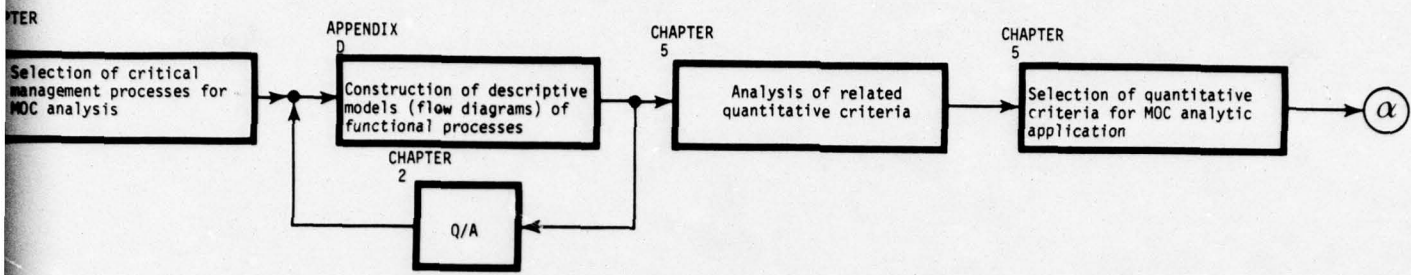 PTER
Selection of critical
management processes for
MOC analysis
APPENDIX
D
Construction of descriptive
models (flow diagrams) of
functional processes
CHAPTER
2
Q/A
CHAPTER
5
Analysis of related
quantitative criteria
CHAPTER
5
Selection of quantitative
criteria for MOC analytic
application
α